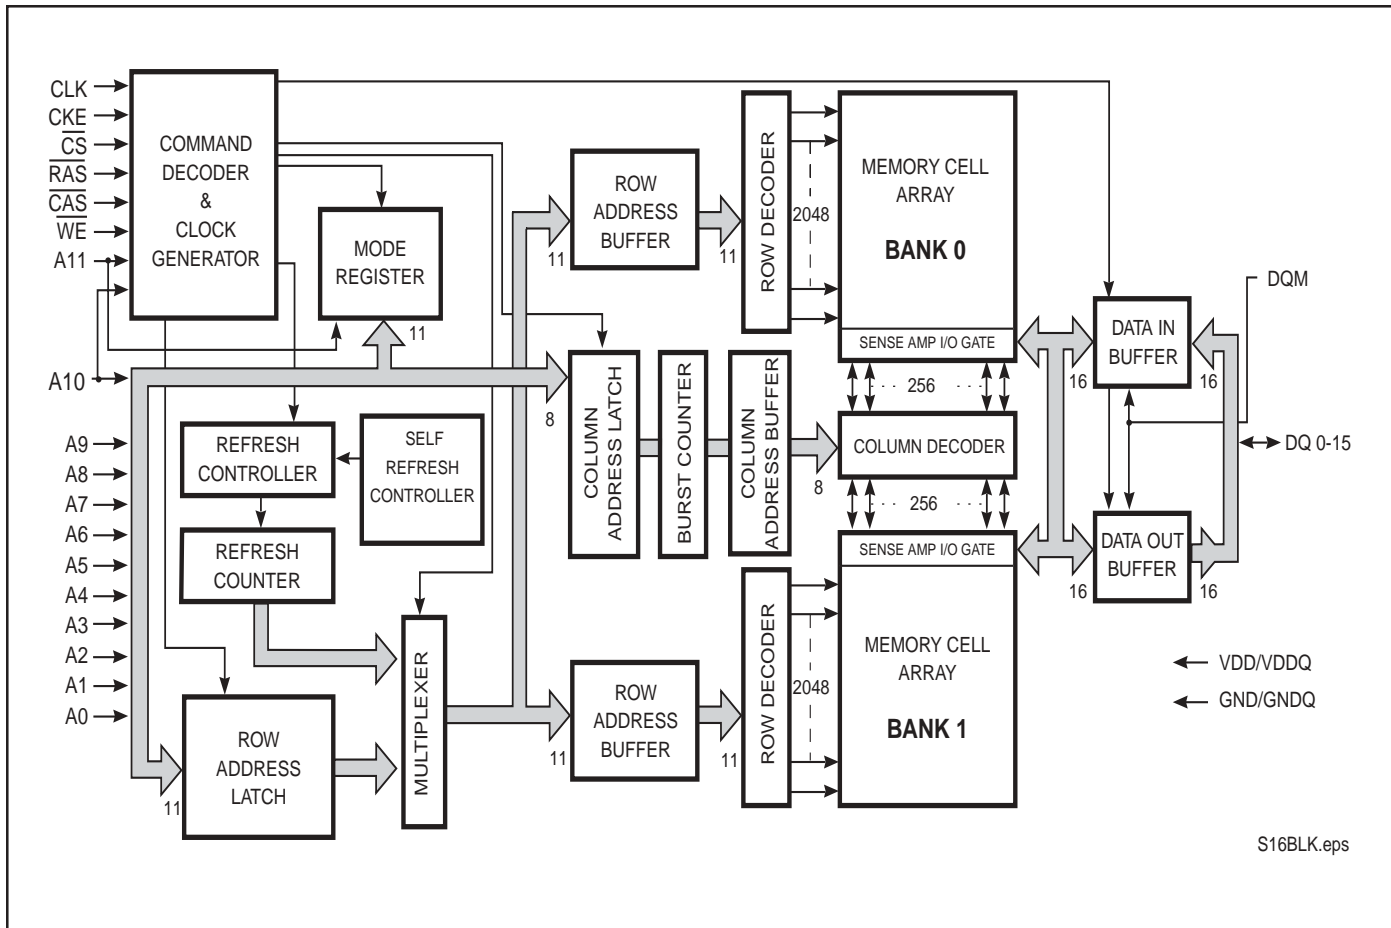 CLK
CKE
C̅S̅
R̅A̅S̅
C̅A̅S̅
W̅E̅
A11
A10
A9
A8
A7
A6
A5
A4
A3
A2
A1
A0
COMMAND
DECODER
&
CLOCK
GENERATOR
MODE
REGISTER
11
REFRESH
CONTROLLER
SELF
REFRESH
CONTROLLER
REFRESH
COUNTER
ROW
ADDRESS
LATCH
11
MULTIPLEXER
ROW
ADDRESS
BUFFER
11
11
ROW DECODER
2048
MEMORY CELL
ARRAY
BANK 0
SENSE AMP I/O GATE
256
8
COLUMN
ADDRESS LATCH
BURST COUNTER
COLUMN
ADDRESS BUFFER
8
COLUMN DECODER
256
SENSE AMP I/O GATE
MEMORY CELL
ARRAY
BANK 1
ROW
ADDRESS
BUFFER
11
11
ROW DECODER
2048
DQM
DATA IN
BUFFER
16
16
DQ 0-15
DATA OUT
BUFFER
16
16
VDD/VDDQ
GND/GNDQ
S16BLK.eps